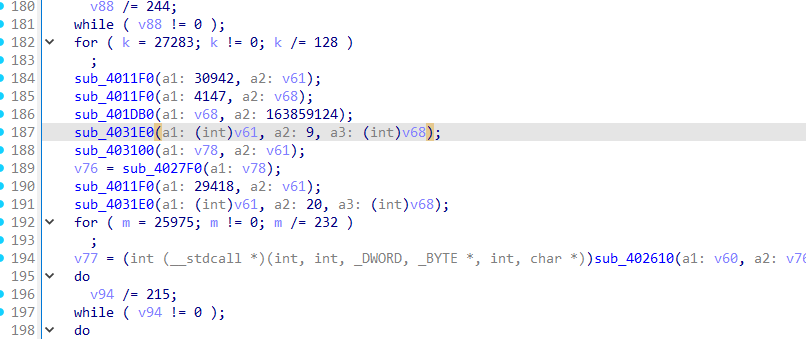 180 v88 /= 244;
181 while ( v88 != 0 );
182 for ( k = 27283; k != 0; k /= 128 )
183 ;
184 sub_4011F0(a1: 30942, a2: v61);
185 sub_4011F0(a1: 4147, a2: v68);
186 sub_401DB0(a1: v68, a2: 163859124);
187 sub_4031E0(a1: (int)v61, a2: 9, a3: (int)v68);
188 sub_403100(a1: v78, a2: v61);
189 v76 = sub_4027F0(a1: v78);
190 sub_4011F0(a1: 29418, a2: v61);
191 sub_4031E0(a1: (int)v61, a2: 20, a3: (int)v68);
192 for ( m = 25975; m != 0; m /= 232 )
193 ;
194 v77 = (int (__stdcall *)(int, int, _DWORD, _BYTE *, int, char *))sub_402610(a1: v60, a2: v76
195 do
196 v94 /= 215;
197 while ( v94 != 0 );
198 do